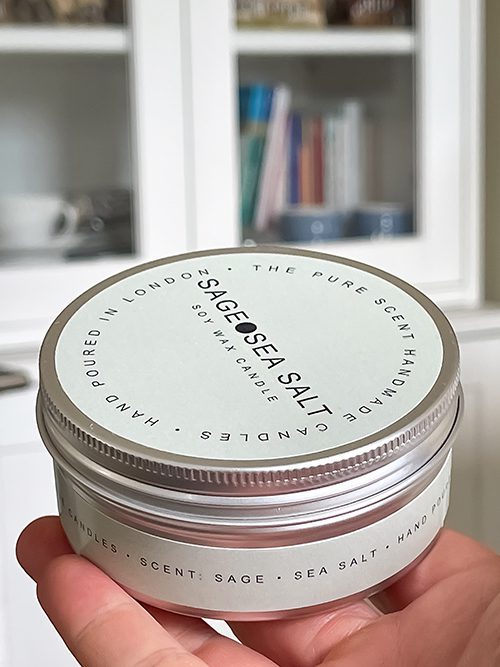 • THE PURE SCENT HANDMADE CANDLES • HAND POURED IN LONDON
SAGE●SEA SALT
SOY WAX CANDLE
CANDLES • SCENT: SAGE • SEA SALT • HAND